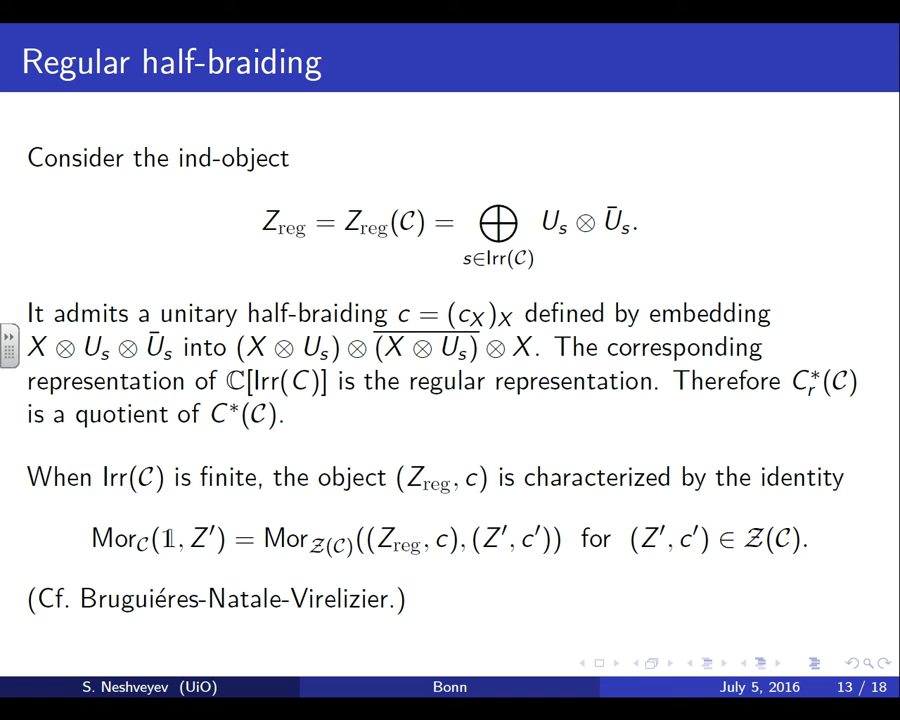 Regular half-braiding
Consider the ind-object
Z_reg = Z_reg(𝒞) = ⊕_{s∈Irr(𝒞)} U_s ⊗ Ū_s.
It admits a unitary half-braiding c = (c_X)_X defined by embedding
X ⊗ U_s ⊗ Ū_s into (X ⊗ U_s) ⊗ \overline{(X ⊗ U_s)} ⊗ X. The corresponding
representation of ℂ[Irr(C)] is the regular representation. Therefore C*_r(𝒞)
is a quotient of C*(𝒞).
When Irr(𝒞) is finite, the object (Z_reg, c) is characterized by the identity
Mor_𝒞(𝟙, Z′) = Mor_{𝒵(𝒞)}((Z_reg, c), (Z′, c′)) for (Z′, c′) ∈ 𝒵(𝒞).
(Cf. Bruguiéres-Natale-Virelizier.)
S. Neshveyev (UiO) Bonn July 5, 2016 13 / 18